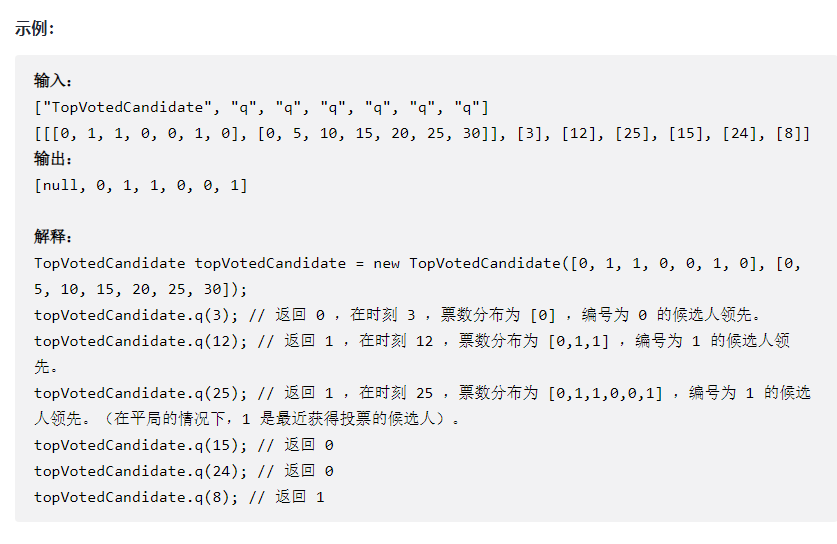 示例：
输入：
["TopVotedCandidate", "q", "q", "q", "q", "q", "q"]
[[[0, 1, 1, 0, 0, 1, 0], [0, 5, 10, 15, 20, 25, 30]], [3], [12], [25], [15], [24], [8]]
输出：
[null, 0, 1, 1, 0, 0, 1]
解释：
TopVotedCandidate topVotedCandidate = new TopVotedCandidate([0, 1, 1, 0, 0, 1, 0], [0,
5, 10, 15, 20, 25, 30]);
topVotedCandidate.q(3); // 返回 0 ，在时刻 3 ，票数分布为 [0] ，编号为 0 的候选人领先。
topVotedCandidate.q(12); // 返回 1 ，在时刻 12 ，票数分布为 [0,1,1] ，编号为 1 的候选人领
先。
topVotedCandidate.q(25); // 返回 1 ，在时刻 25 ，票数分布为 [0,1,1,0,0,1] ，编号为 1 的候选
人领先。（在平局的情况下，1 是最近获得投票的候选人）。
topVotedCandidate.q(15); // 返回 0
topVotedCandidate.q(24); // 返回 0
topVotedCandidate.q(8); // 返回 1